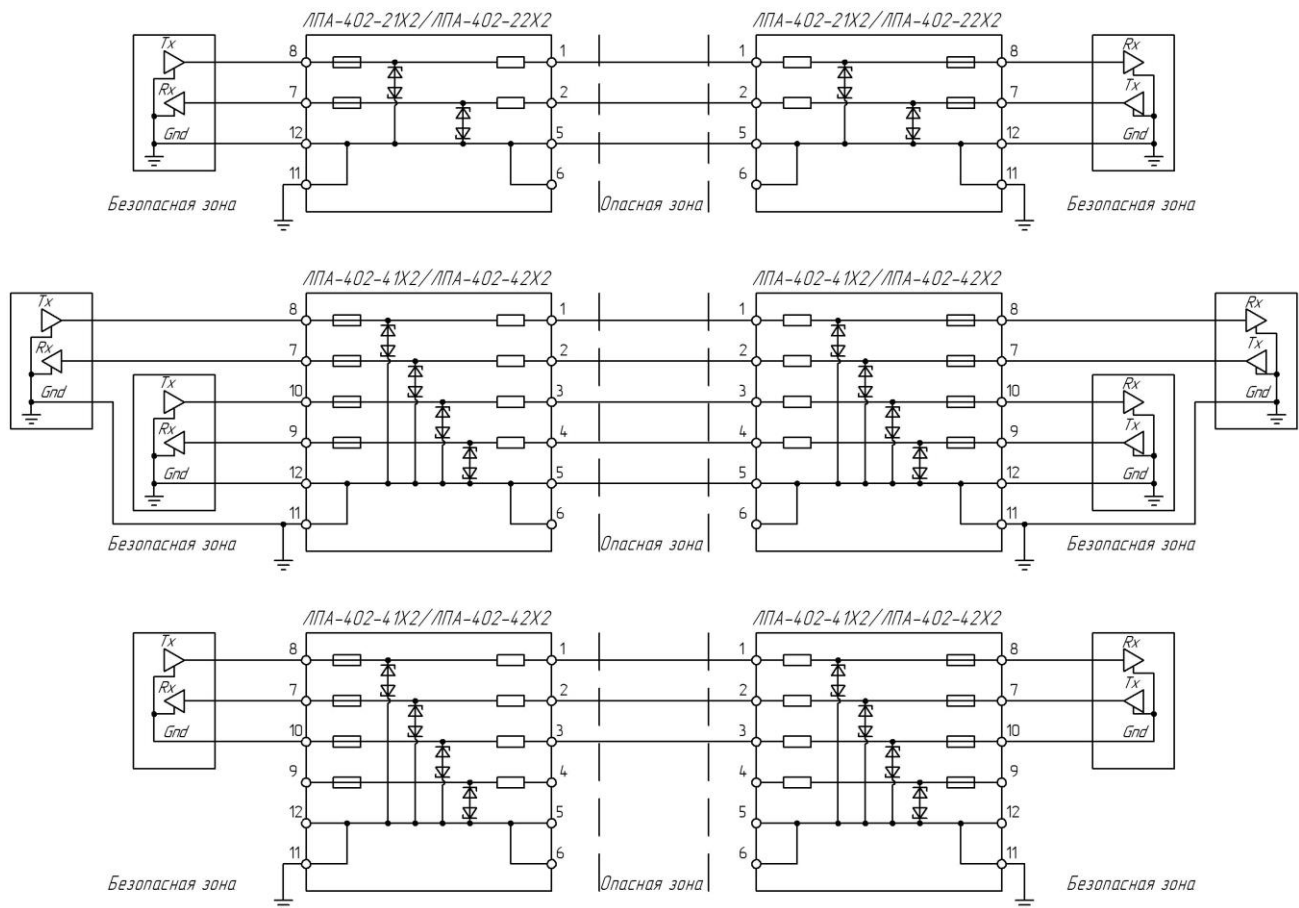 ЛПА-402-21Х2/ЛПА-402-22Х2 ЛПА-402-21Х2/ЛПА-402-22Х2
Tx 8 1 1 8 Rx
Rx 7 2 2 7 Tx
Gnd 12 5 5 12 Gnd
11 6 6 11
Безопасная зона Опасная зона Безопасная зона
ЛПА-402-41Х2/ЛПА-402-42Х2 ЛПА-402-41Х2/ЛПА-402-42Х2
Tx 8 1 1 8 Rx
Rx 7 2 2 7 Tx
Gnd Tx 10 3 3 10 Rx Gnd
Rx 9 4 4 9 Tx
Gnd 12 5 5 12 Gnd
11 6 6 11
Безопасная зона Опасная зона Безопасная зона
ЛПА-402-41Х2/ЛПА-402-42Х2 ЛПА-402-41Х2/ЛПА-402-42Х2
Tx 8 1 1 8 Rx
Rx 7 2 2 7 Tx
Gnd 10 3 3 10 Gnd
9 4 4 9
12 5 5 12
11 6 6 11
Безопасная зона Опасная зона Безопасная зона